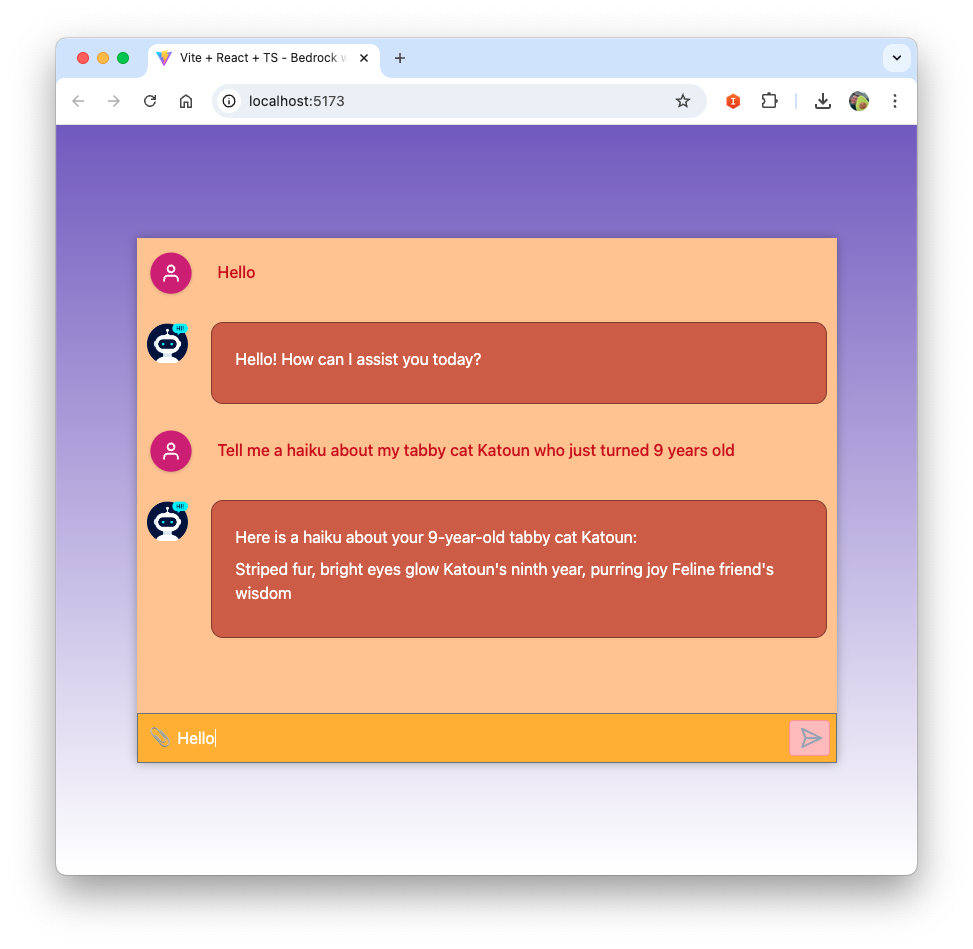 Vite + React + TS - Bedrock
localhost:5173
Hello
HI!
Hello! How can I assist you today?
Tell me a haiku about my tabby cat Katoun who just turned 9 years old
HI!
Here is a haiku about your 9-year-old tabby cat Katoun:
Striped fur, bright eyes glow Katoun's ninth year, purring joy Feline friend's
wisdom
Hello